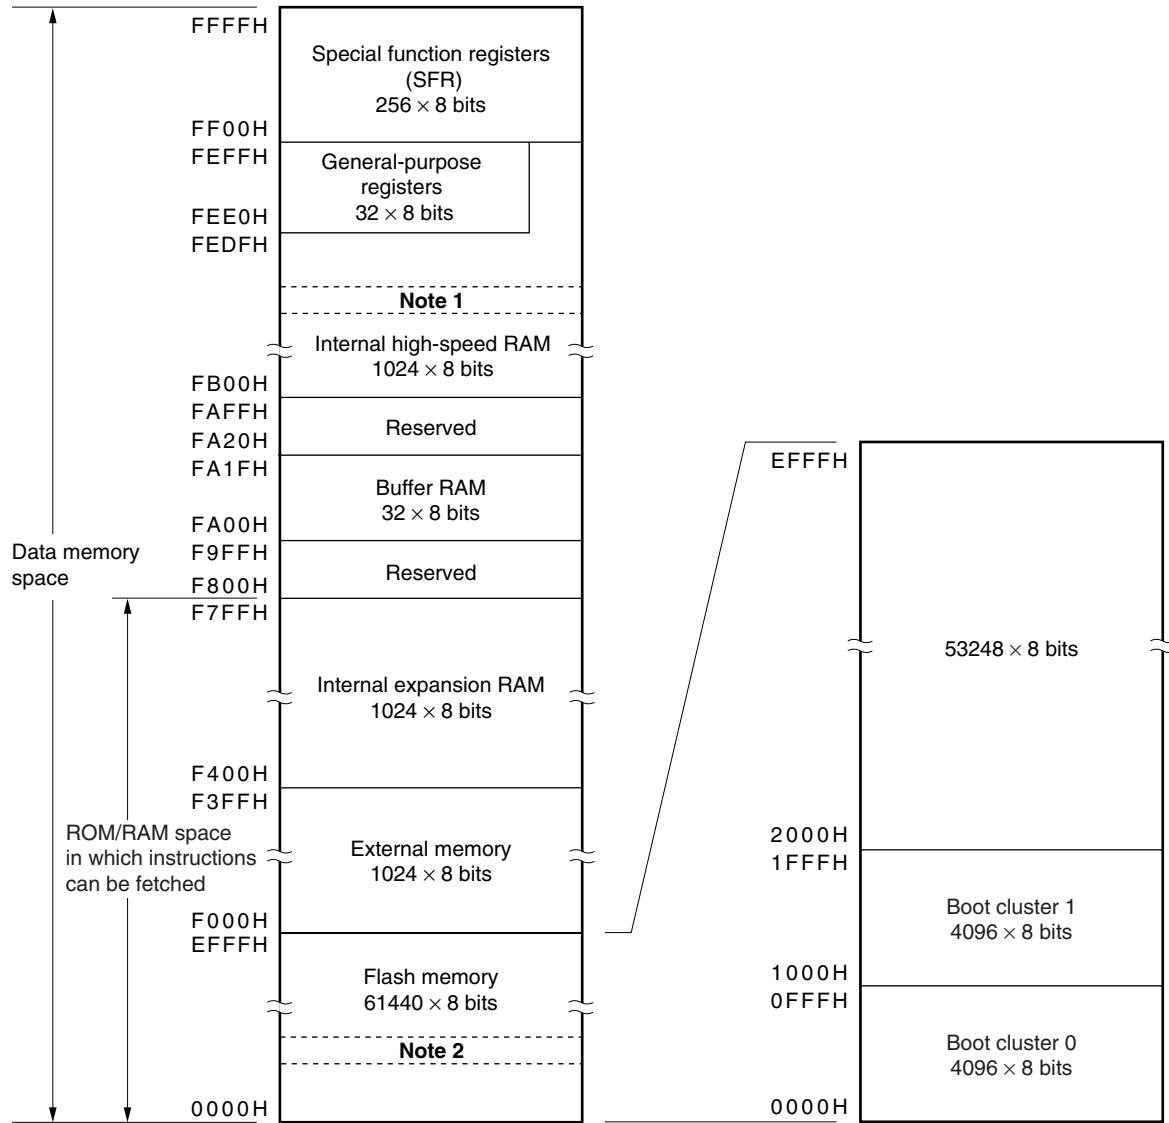 FFFFH
Special function registers
(SFR)
256 × 8 bits
FF00H
FEFFH
General-purpose
registers
32 × 8 bits
FEE0H
FEDFH
Note 1
Internal high-speed RAM
1024 × 8 bits
FB00H
FAFFH
Reserved
FA20H
FA1FH
Buffer RAM
32 × 8 bits
FA00H
F9FFH
Reserved
F800H
F7FFH
Data memory
space
Internal expansion RAM
1024 × 8 bits
F400H
F3FFH
ROM/RAM space
in which instructions
can be fetched
External memory
1024 × 8 bits
F000H
EFFFH
Flash memory
61440 × 8 bits
Note 2
0000H
EFFFH
53248 × 8 bits
2000H
1FFFH
Boot cluster 1
4096 × 8 bits
1000H
0FFFH
Boot cluster 0
4096 × 8 bits
0000H